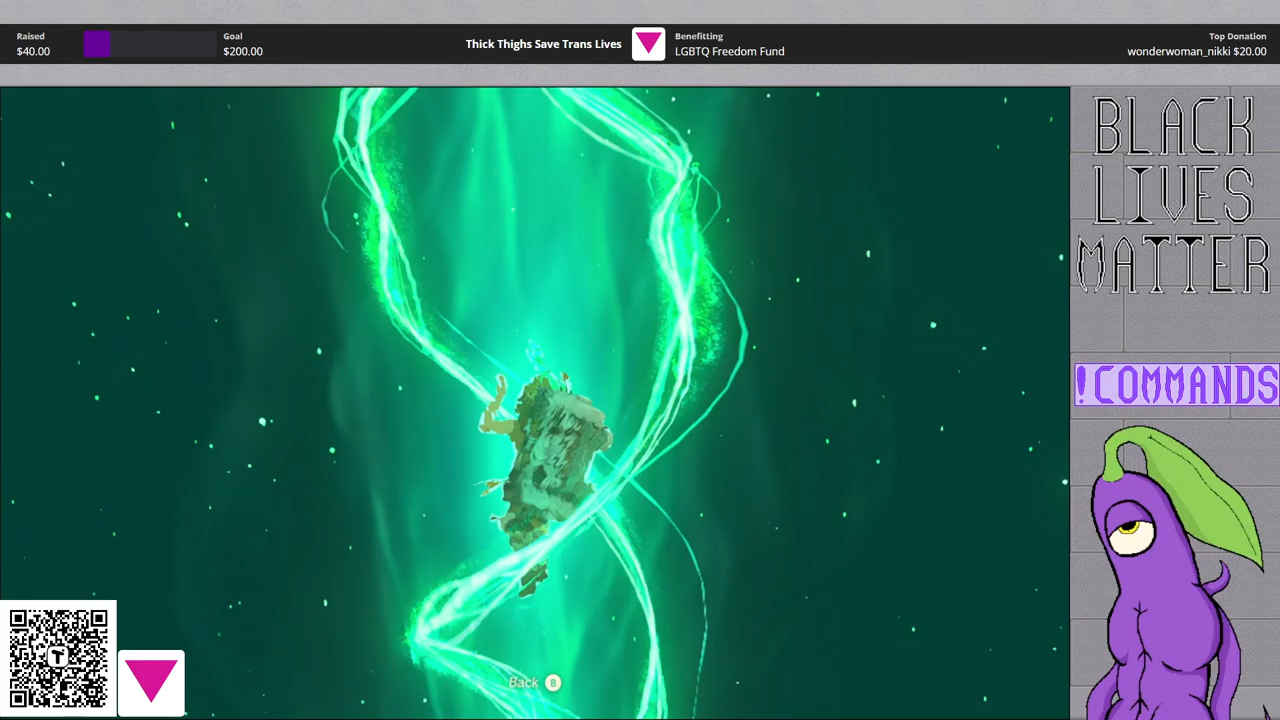 Raised
$40.00
Goal
$200.00
Thick Thighs Save Trans Lives
Benefitting
LGBTQ Freedom Fund
Top Donation
wonderwoman_nikki $20.00
BLACK
LIVES
MATTER
!COMMANDS
T
Back B